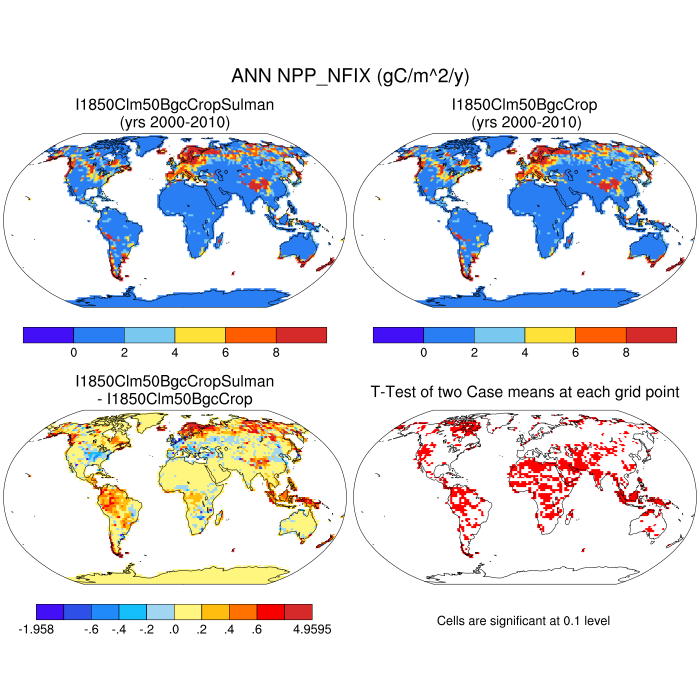 ANN NPP_NFIX (gC/m^2/y)
I1850Clm50BgcCropSulman
(yrs 2000-2010)
I1850Clm50BgcCrop
(yrs 2000-2010)
0 2 4 6 8
0 2 4 6 8
I1850Clm50BgcCropSulman
- I1850Clm50BgcCrop
T-Test of two Case means at each grid point
-1.958 -.6 -.4 -.2 .0 .2 .4 .6 4.9595
Cells are significant at 0.1 level